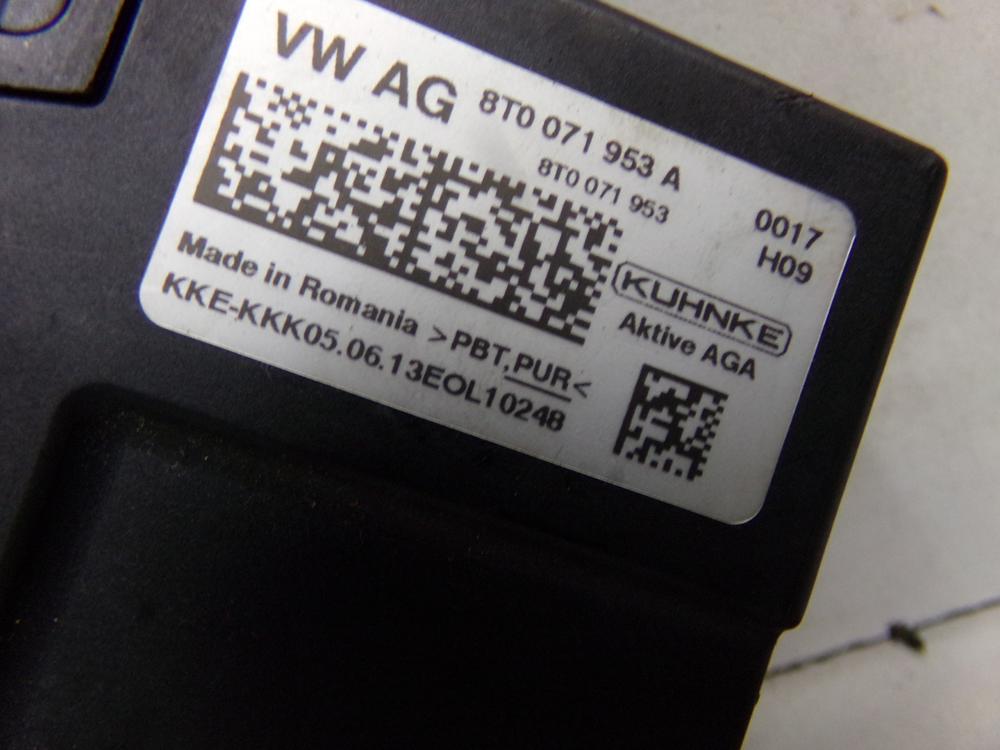 VW AG 8T0 071 953 A
8T0 071 953
0017
H09
KUHNKE
Aktive AGA
Made in Romania >PBT,PUR<
KKE-KKK05.06.13EOL10248